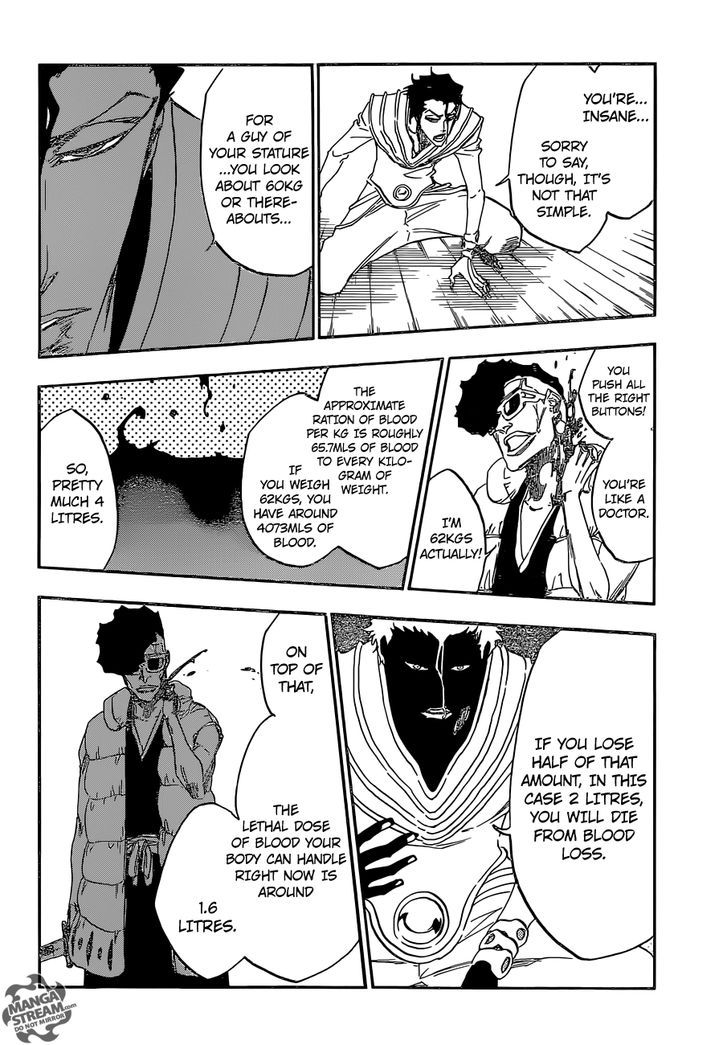 YOU'RE...
INSANE...
SORRY
TO SAY,
THOUGH, IT'S
NOT THAT
SIMPLE.
FOR
A GUY OF
YOUR STATURE
...YOU LOOK
ABOUT 60KG
OR THERE-
ABOUTS...
YOU
PUSH ALL
THE RIGHT
BUTTONS!
YOU'RE
LIKE A
DOCTOR.
I'M
62KGS
ACTUALLY!
THE
APPROXIMATE
RATION OF BLOOD
PER KG IS ROUGHLY
65.7MLS OF BLOOD
TO EVERY KILO-
GRAM OF
WEIGHT.
IF
YOU WEIGH
62KGS, YOU
HAVE AROUND
4073MLS OF
BLOOD.
SO,
PRETTY
MUCH 4
LITRES.
IF YOU LOSE
HALF OF THAT
AMOUNT, IN THIS
CASE 2 LITRES,
YOU WILL DIE
FROM BLOOD
LOSS.
ON
TOP OF
THAT,
THE
LETHAL DOSE
OF BLOOD YOUR
BODY CAN HANDLE
RIGHT NOW IS
AROUND
1.6
LITRES.
MANGA
STREAM.com
DO NOT MIRROR!